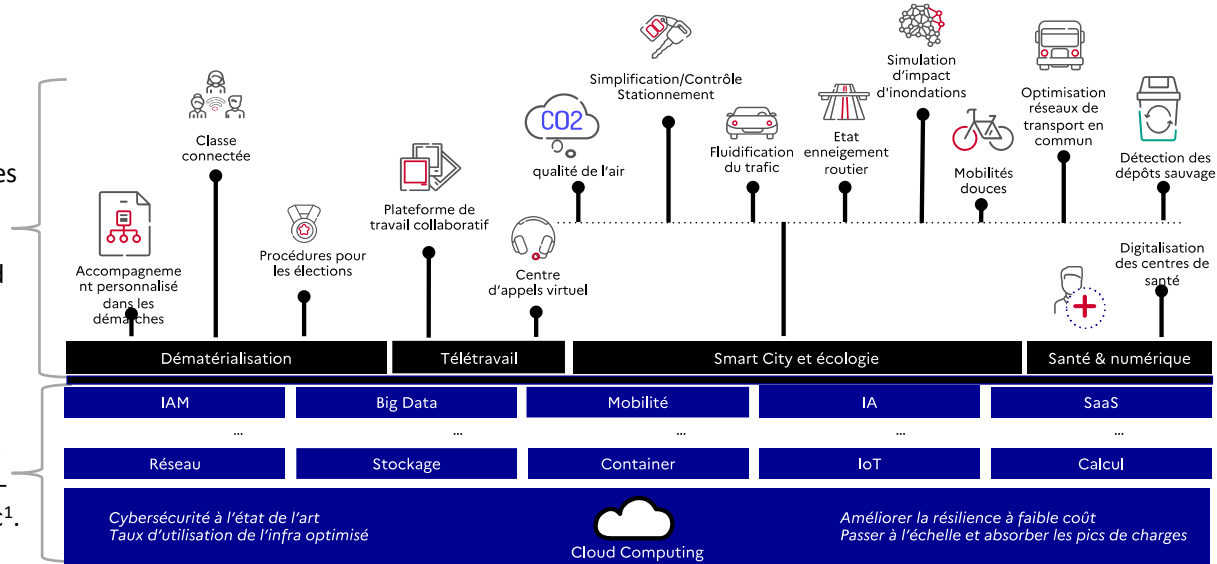 Classe
connectée
Accompagneme
nt personnalisé
dans les
démarches
Procédures pour
les élections
Plateforme de
travail collaboratif
Centre
d'appels virtuel
CO2
qualité de l'air
Simplification/Contrôle
Stationnement
Fluidification
du trafic
Etat
enneigement
routier
Simulation
d'impact
d'inondations
Mobilités
douces
Optimisation
réseaux de
transport en
commun
Détection des
dépôts sauvage
Digitalisation
des centres de
santé
Dématérialisation
Télétravail
Smart City et écologie
Santé & numérique
IAM
Big Data
Mobilité
IA
SaaS
...
...
...
...
...
Réseau
Stockage
Container
IoT
Calcul
Cybersécurité à l'état de l'art
Taux d'utilisation de l'infra optimisé
Cloud Computing
Améliorer la résilience à faible coût
Passer à l'échelle et absorber les pics de charges